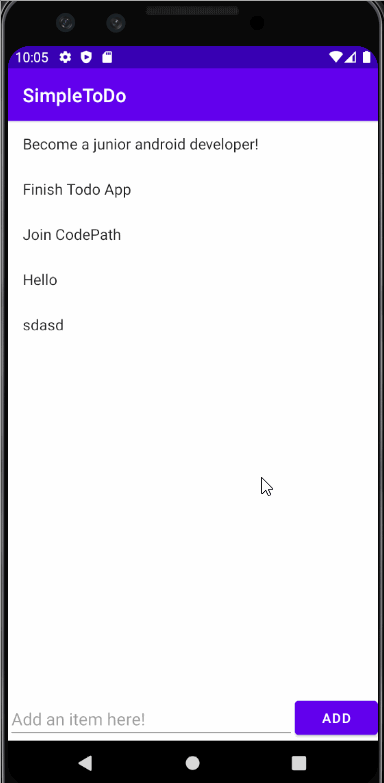 10:05
SimpleToDo
Become a junior android developer!
Finish Todo App
Join CodePath
Hello
sdasd
Add an item here!
ADD